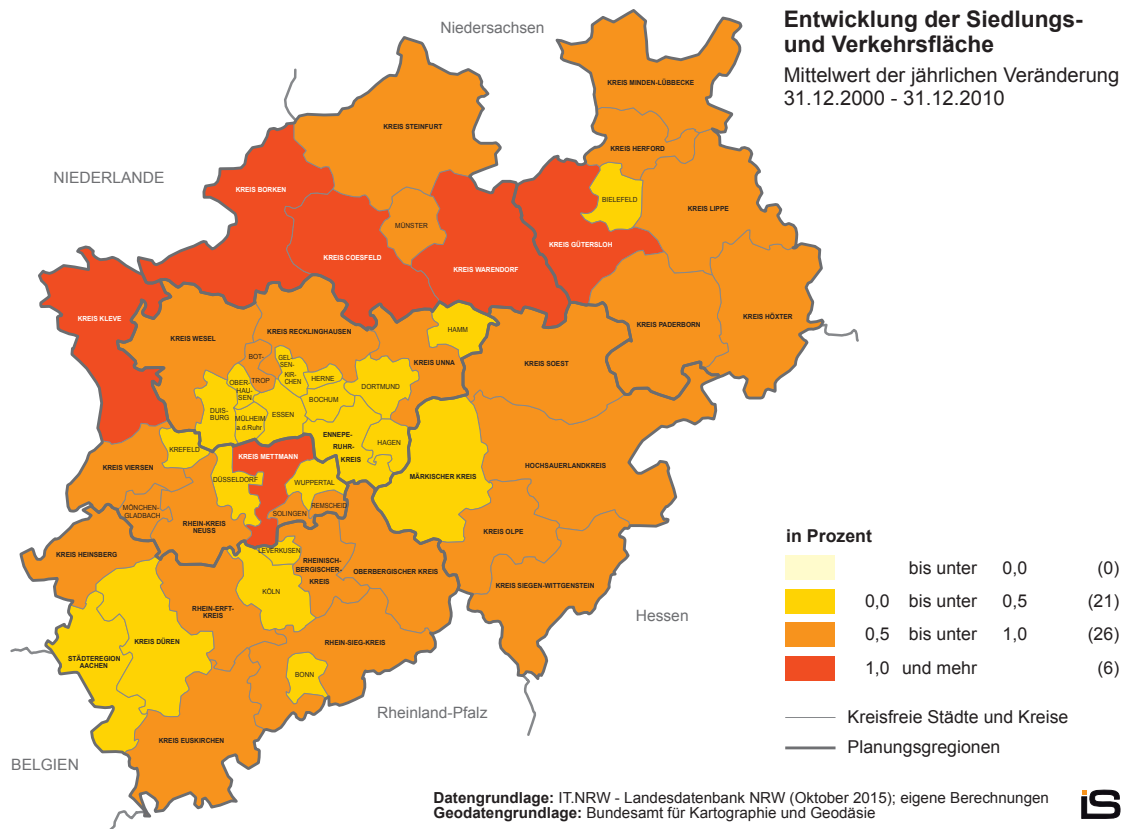 Entwicklung der Siedlungs-
und Verkehrsfläche
Mittelwert der jährlichen Veränderung
31.12.2000 - 31.12.2010
Niedersachsen
NIEDERLANDE
KREIS MINDEN-LÜBBECKE
KREIS STEINFURT
KREIS HERFORD
KREIS BORKEN
BIELEFELD
KREIS LIPPE
MÜNSTER
KREIS GÜTERSLOH
KREIS COESFELD
KREIS WARENDORF
KREIS KLEVE
KREIS HÖXTER
KREIS PADERBORN
HAMM
KREIS RECKLINGHAUSEN
KREIS WESEL
KREIS UNNA
KREIS SOEST
BOT-
TROP
GEL-
SEN-
KIR-
CHEN
OBER-
HAU-
SEN
HERNE
DORTMUND
BOCHUM
DUIS-
BURG
MÜLHEIM
a.d.Ruhr
ESSEN
ENNEPE-
RUHR-
KREIS
HAGEN
KREFELD
KREIS METTMANN
KREIS VIERSEN
HOCHSAUERLANDKREIS
MÄRKISCHER KREIS
DÜSSELDORF
WUPPERTAL
MÖNCHEN-
GLADBACH
SOLINGEN
REMSCHEID
RHEIN-KREIS
NEUSS
KREIS OLPE
KREIS HEINSBERG
LEVERKUSEN
RHEINISCH-
BERGISCHER-
KREIS
OBERBERGISCHER KREIS
KREIS SIEGEN-WITTGENSTEIN
KÖLN
RHEIN-ERFT-
KREIS
KREIS DÜREN
RHEIN-SIEG-KREIS
STÄDTEREGION
AACHEN
BONN
KREIS EUSKIRCHEN
Hessen
Rheinland-Pfalz
BELGIEN
in Prozent
bis unter 0,0 (0)
0,0 bis unter 0,5 (21)
0,5 bis unter 1,0 (26)
1,0 und mehr (6)
Kreisfreie Städte und Kreise
Planungsregionen
Datengrundlage: IT.NRW - Landesdatenbank NRW (Oktober 2015); eigene Berechnungen
Geodatengrundlage: Bundesamt für Kartographie und Geodäsie
iS